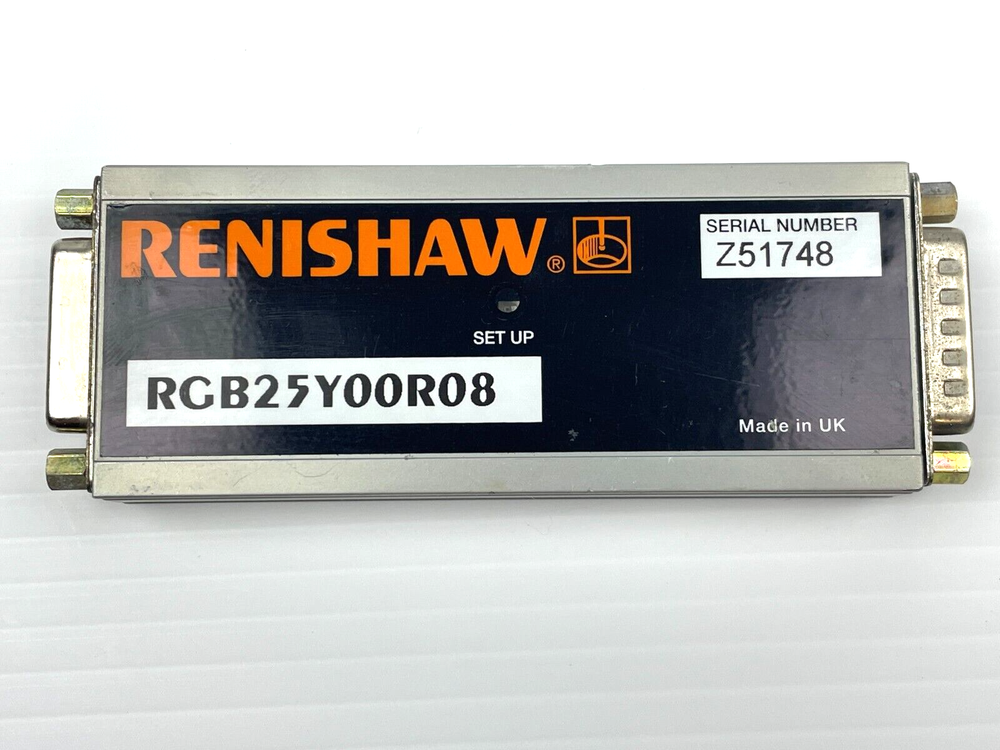 RENISHAW®
SERIAL NUMBER
Z51748
SET UP
RGB25Y00R08
Made in UK